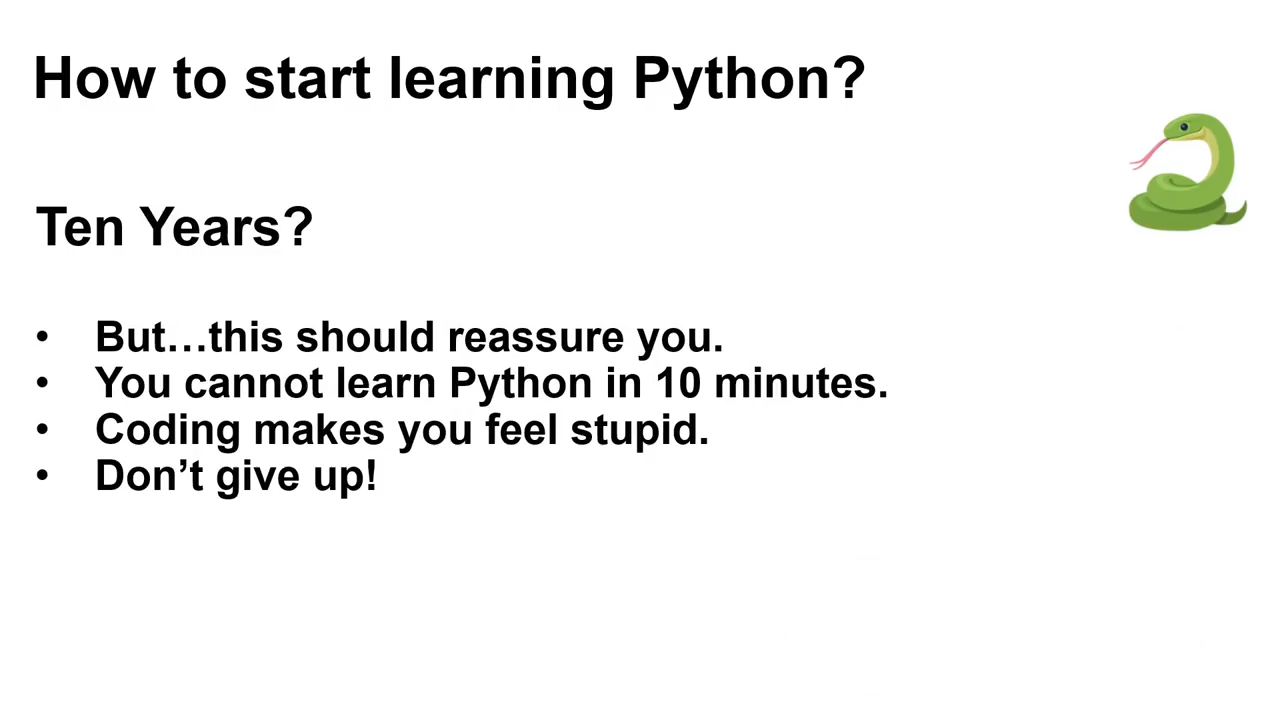 How to start learning Python?
Ten Years?
• But…this should reassure you.
• You cannot learn Python in 10 minutes.
• Coding makes you feel stupid.
• Don’t give up!